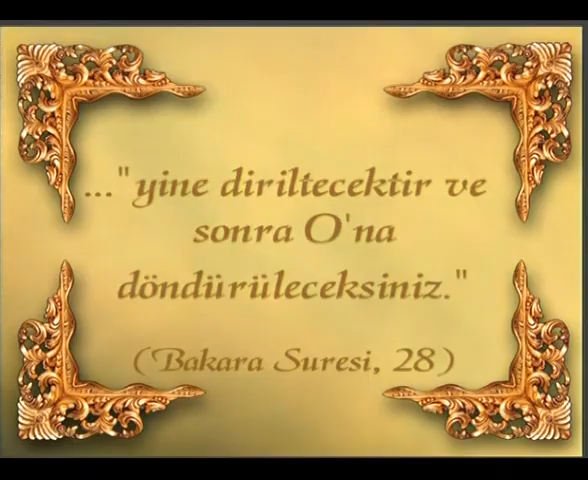 ..."yine diriltecektir ve
sonra O'na
döndürüleceksiniz."
(Bakara Suresi, 28)